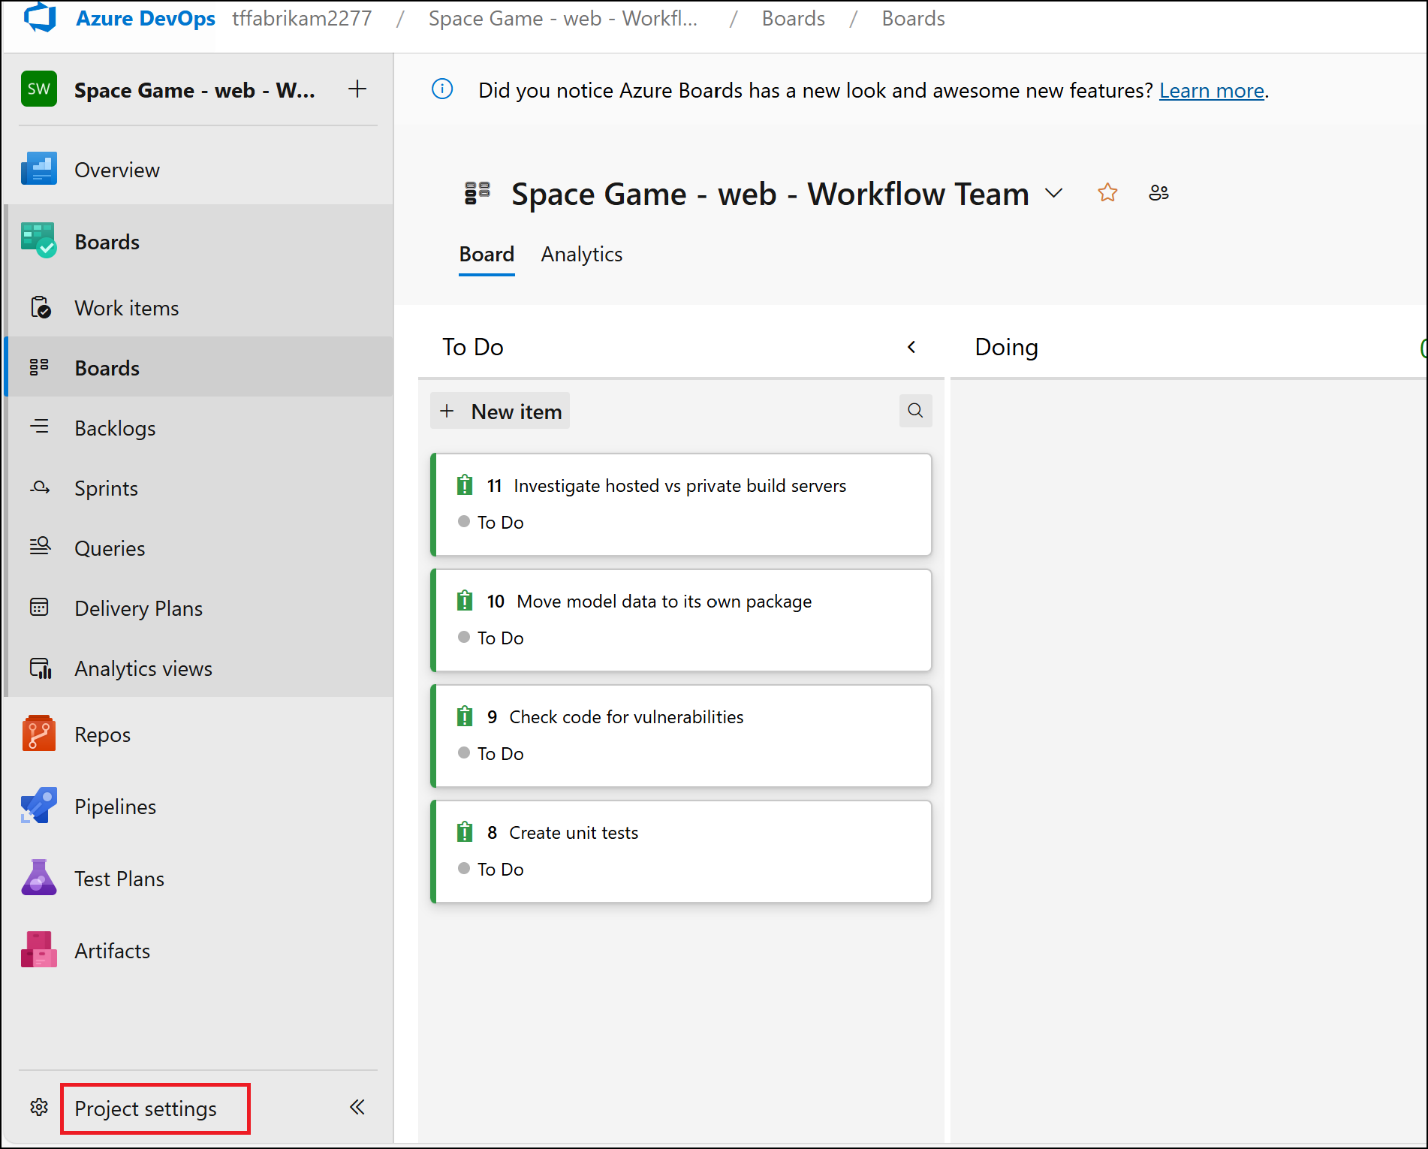 Azure DevOps tffabrikam2277 / Space Game - web - Workfl... / Boards / Boards
SW Space Game - web - W... +
Did you notice Azure Boards has a new look and awesome new features? Learn more.
Overview
Boards
Work items
Boards
Backlogs
Sprints
Queries
Delivery Plans
Analytics views
Repos
Pipelines
Test Plans
Artifacts
Project settings
Space Game - web - Workflow Team
Board Analytics
To Do
+ New item
11 Investigate hosted vs private build servers
To Do
10 Move model data to its own package
To Do
9 Check code for vulnerabilities
To Do
8 Create unit tests
To Do
Doing